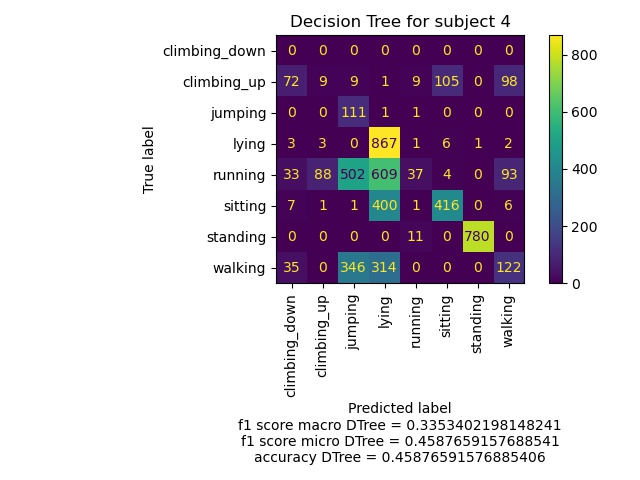 Decision Tree for subject 4
climbing_down 0 0 0 0 0 0 0 0
climbing_up 72 9 9 1 9 105 0 98
jumping 0 0 111 1 1 0 0 0
lying 3 3 0 867 1 6 1 2
running 33 88 502 609 37 4 0 93
sitting 7 1 1 400 1 416 0 6
standing 0 0 0 0 11 0 780 0
walking 35 0 346 314 0 0 0 122
True label
climbing_down
climbing_up
jumping
lying
running
sitting
standing
walking
800
600
400
200
0
Predicted label
f1 score macro DTree = 0.3353402198148241
f1 score micro DTree = 0.4587659157688541
accuracy DTree = 0.45876591576885406